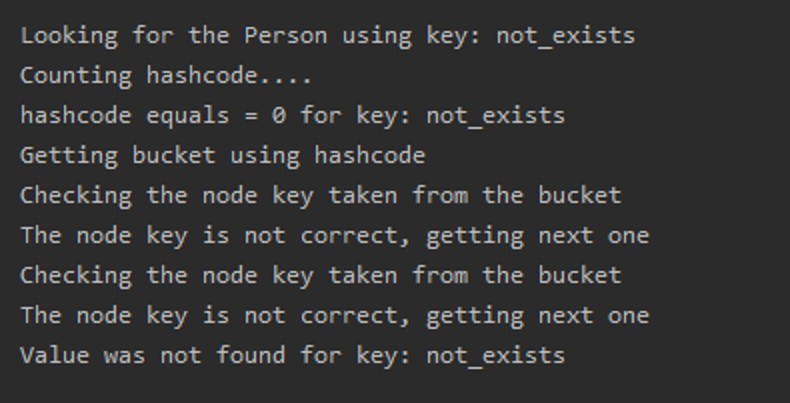 Looking for the Person using key: not_exists
Counting hashcode....
hashcode equals = 0 for key: not_exists
Getting bucket using hashcode
Checking the node key taken from the bucket
The node key is not correct, getting next one
Checking the node key taken from the bucket
The node key is not correct, getting next one
Value was not found for key: not_exists